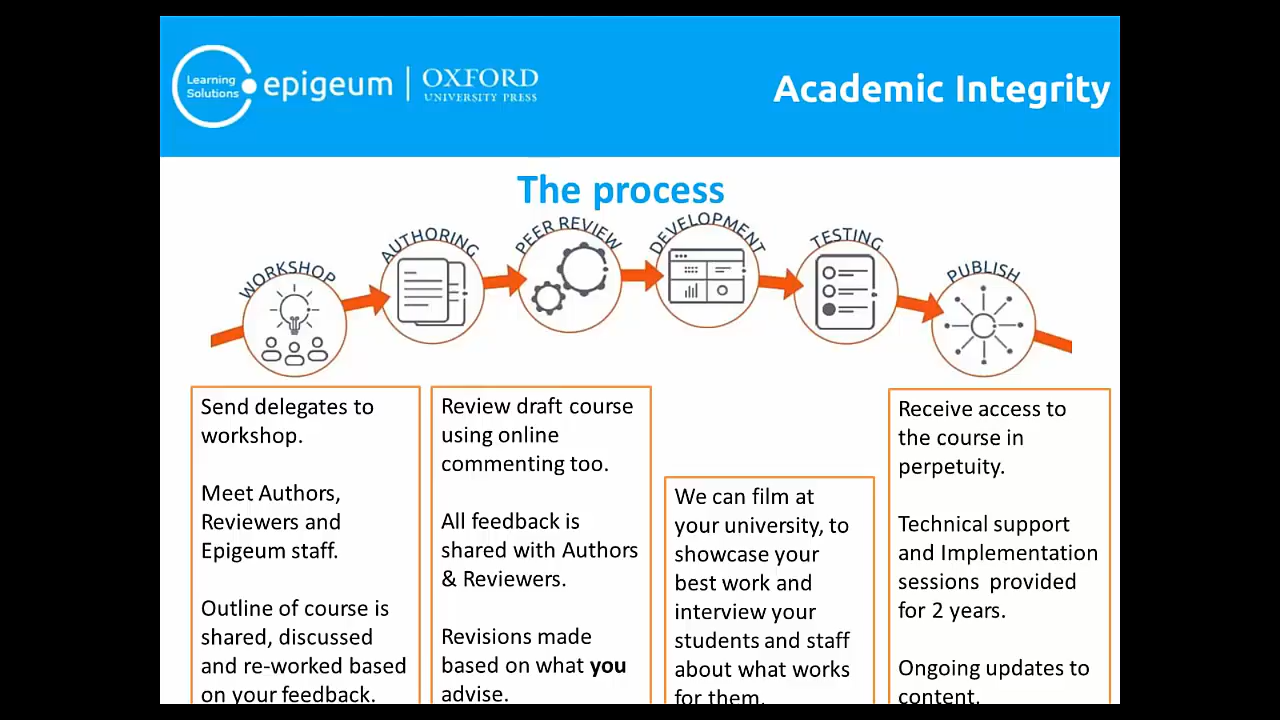 Learning
Solutions
epigeum
OXFORD
UNIVERSITY PRESS
Academic Integrity
The process
WORKSHOP
AUTHORING
PEER REVIEW
DEVELOPMENT
TESTING
PUBLISH
Send delegates to
workshop.
Meet Authors,
Reviewers and
Epigeum staff.
Outline of course is
shared, discussed
and re-worked based
on your feedback.
Review draft course
using online
commenting too.
All feedback is
shared with Authors
& Reviewers.
Revisions made
based on what you
advise.
We can film at
your university, to
showcase your
best work and
interview your
students and staff
about what works
for them.
Receive access to
the course in
perpetuity.
Technical support
and Implementation
sessions provided
for 2 years.
Ongoing updates to
content.